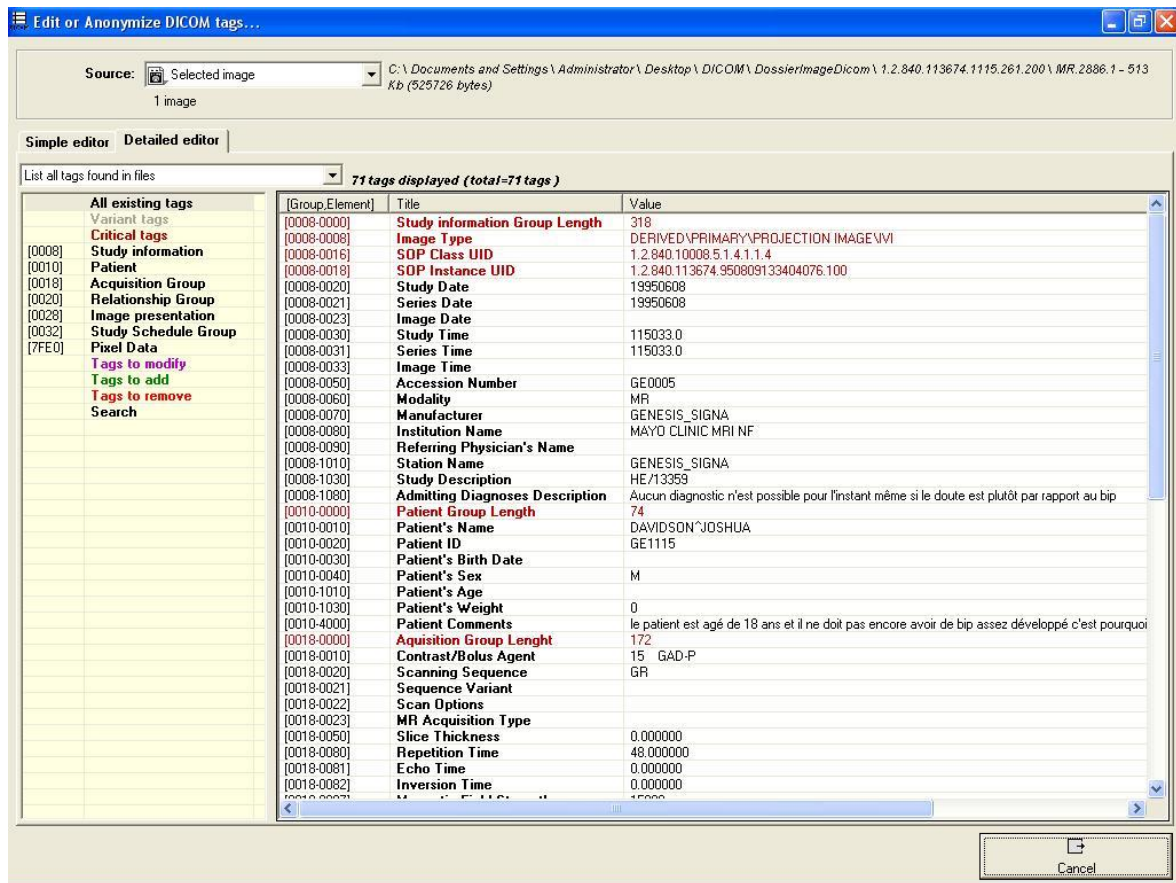 Edit or Anonymize DICOM tags...
Source: Selected image
C:\Documents and Settings\Administrator\Desktop\DICOM\DossierImageDicom\1.2.840.113674.1115.261.200\MR.2886.1 - 513
Kb (525726 bytes)
1 image
Simple editor Detailed editor
List all tags found in files
71 tags displayed (total=71 tags)
All existing tags
Variant tags
Critical tags
[0008] Study information
[0010] Patient
[0018] Acquisition Group
[0020] Relationship Group
[0028] Image presentation
[0032] Study Schedule Group
[7FE0] Pixel Data
Tags to modify
Tags to add
Tags to remove
Search
[Group,Element] Title Value
[0008-0000] Study information Group Length 318
[0008-0008] Image Type DERIVED\PRIMARY\PROJECTION IMAGE\IVI
[0008-0016] SOP Class UID 1.2.840.10008.5.1.4.1.1.4
[0008-0018] SOP Instance UID 1.2.840.113674.950809133404076.100
[0008-0020] Study Date 19950608
[0008-0021] Series Date 19950608
[0008-0023] Image Date
[0008-0030] Study Time 115033.0
[0008-0031] Series Time 115033.0
[0008-0033] Image Time
[0008-0050] Accession Number GE0005
[0008-0060] Modality MR
[0008-0070] Manufacturer GENESIS_SIGNA
[0008-0080] Institution Name MAYO CLINIC MRI NF
[0008-0090] Referring Physician's Name
[0008-1010] Station Name GENESIS_SIGNA
[0008-1030] Study Description HE/13359
[0008-1080] Admitting Diagnoses Description Aucun diagnostic n'est possible pour l'instant même si le doute est plutôt par rapport au bip
[0010-0000] Patient Group Length 74
[0010-0010] Patient's Name DAVIDSON^JOSHUA
[0010-0020] Patient ID GE1115
[0010-0030] Patient's Birth Date
[0010-0040] Patient's Sex M
[0010-1010] Patient's Age
[0010-1030] Patient's Weight 0
[0010-4000] Patient Comments le patient est agé de 18 ans et il ne doit pas encore avoir de bip assez développé c'est pourquoi
[0018-0000] Aquisition Group Lenght 172
[0018-0010] Contrast/Bolus Agent 15 GAD-P
[0018-0020] Scanning Sequence GR
[0018-0021] Sequence Variant
[0018-0022] Scan Options
[0018-0023] MR Acquisition Type
[0018-0050] Slice Thickness 0.000000
[0018-0080] Repetition Time 48.000000
[0018-0081] Echo Time 0.000000
[0018-0082] Inversion Time 0.000000
Cancel